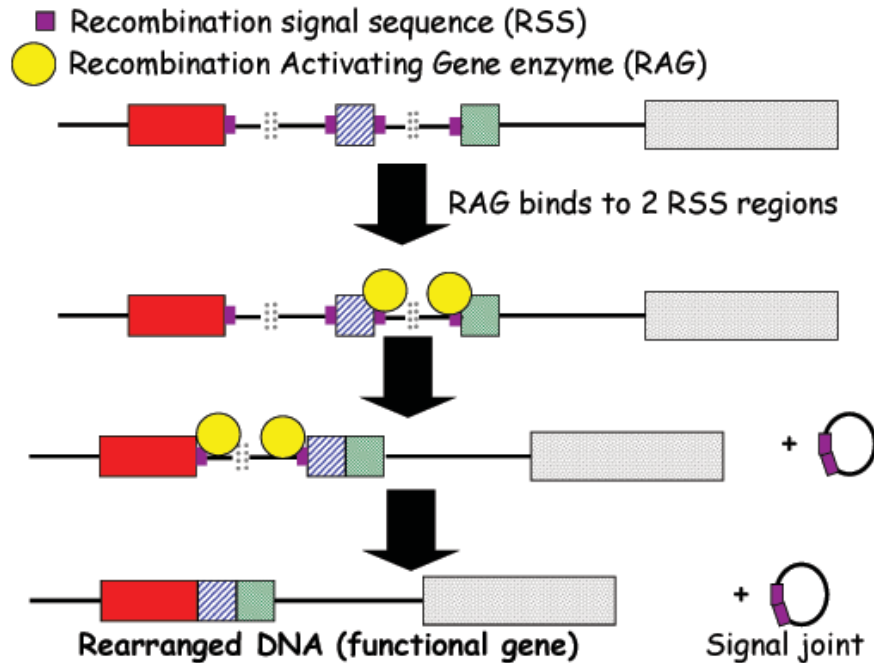 Recombination signal sequence (RSS)
Recombination Activating Gene enzyme (RAG)
RAG binds to 2 RSS regions
+
+
Rearranged DNA (functional gene)
Signal joint